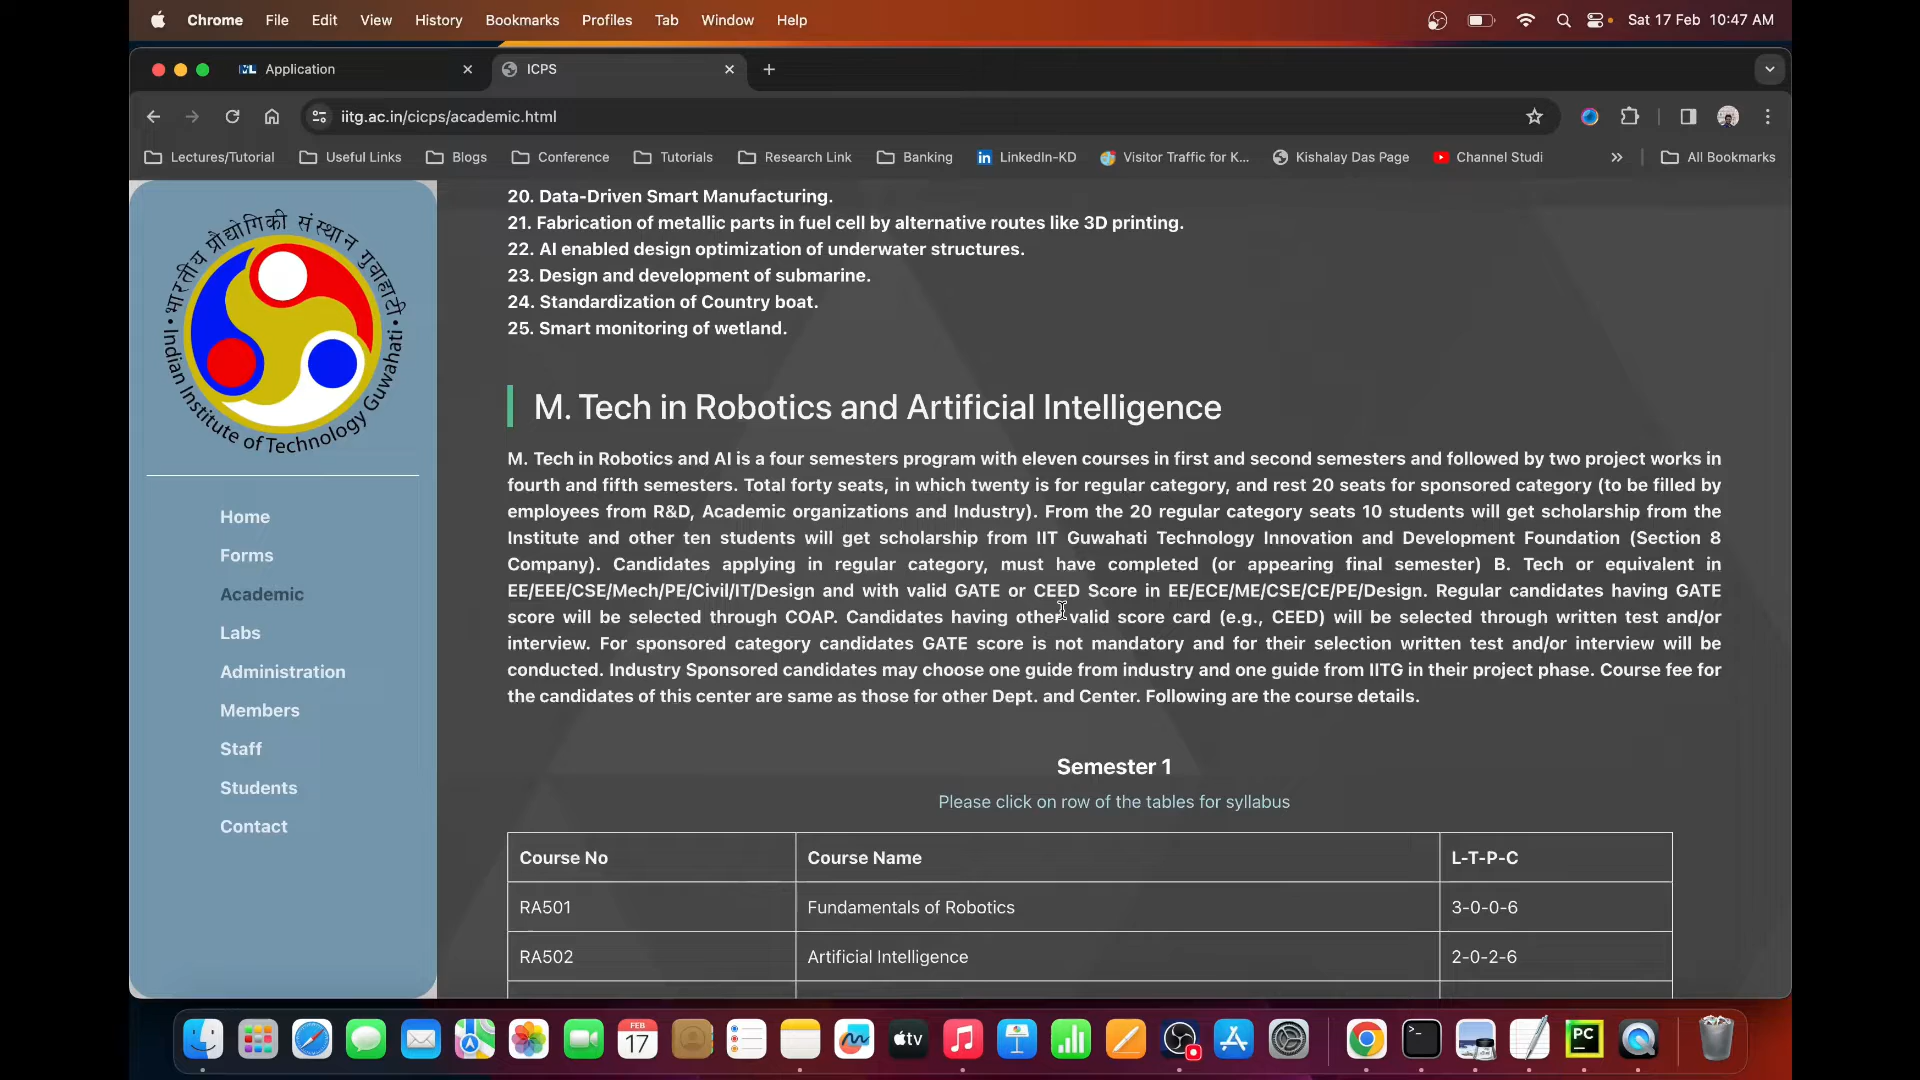 Chrome File Edit View History Bookmarks Profiles Tab Window Help Sat 17 Feb 10:47 AM
Application ICPS
iitg.ac.in/cicps/academic.html
Lectures/Tutorial Useful Links Blogs Conference Tutorials Research Link Banking LinkedIn-KD Visitor Traffic for K... Kishalay Das Page Channel Studi All Bookmarks
भारतीय प्रौद्योगिकी संस्थान गुवाहाटी
Indian Institute of Technology Guwahati
Home
Forms
Academic
Labs
Administration
Members
Staff
Students
Contact
20. Data-Driven Smart Manufacturing.
21. Fabrication of metallic parts in fuel cell by alternative routes like 3D printing.
22. AI enabled design optimization of underwater structures.
23. Design and development of submarine.
24. Standardization of Country boat.
25. Smart monitoring of wetland.
M. Tech in Robotics and Artificial Intelligence
M. Tech in Robotics and AI is a four semesters program with eleven courses in first and second semesters and followed by two project works in
fourth and fifth semesters. Total forty seats, in which twenty is for regular category, and rest 20 seats for sponsored category (to be filled by
employees from R&D, Academic organizations and Industry). From the 20 regular category seats 10 students will get scholarship from the
Institute and other ten students will get scholarship from IIT Guwahati Technology Innovation and Development Foundation (Section 8
Company). Candidates applying in regular category, must have completed (or appearing final semester) B. Tech or equivalent in
EE/EEE/CSE/Mech/PE/Civil/IT/Design and with valid GATE or CEED Score in EE/ECE/ME/CSE/CE/PE/Design. Regular candidates having GATE
score will be selected through COAP. Candidates having other valid score card (e.g., CEED) will be selected through written test and/or
interview. For sponsored category candidates GATE score is not mandatory and for their selection written test and/or interview will be
conducted. Industry Sponsored candidates may choose one guide from industry and one guide from IITG in their project phase. Course fee for
the candidates of this center are same as those for other Dept. and Center. Following are the course details.
Semester 1
Please click on row of the tables for syllabus
Course No Course Name L-T-P-C
RA501 Fundamentals of Robotics 3-0-0-6
RA502 Artificial Intelligence 2-0-2-6
FEB
17
tv
PC